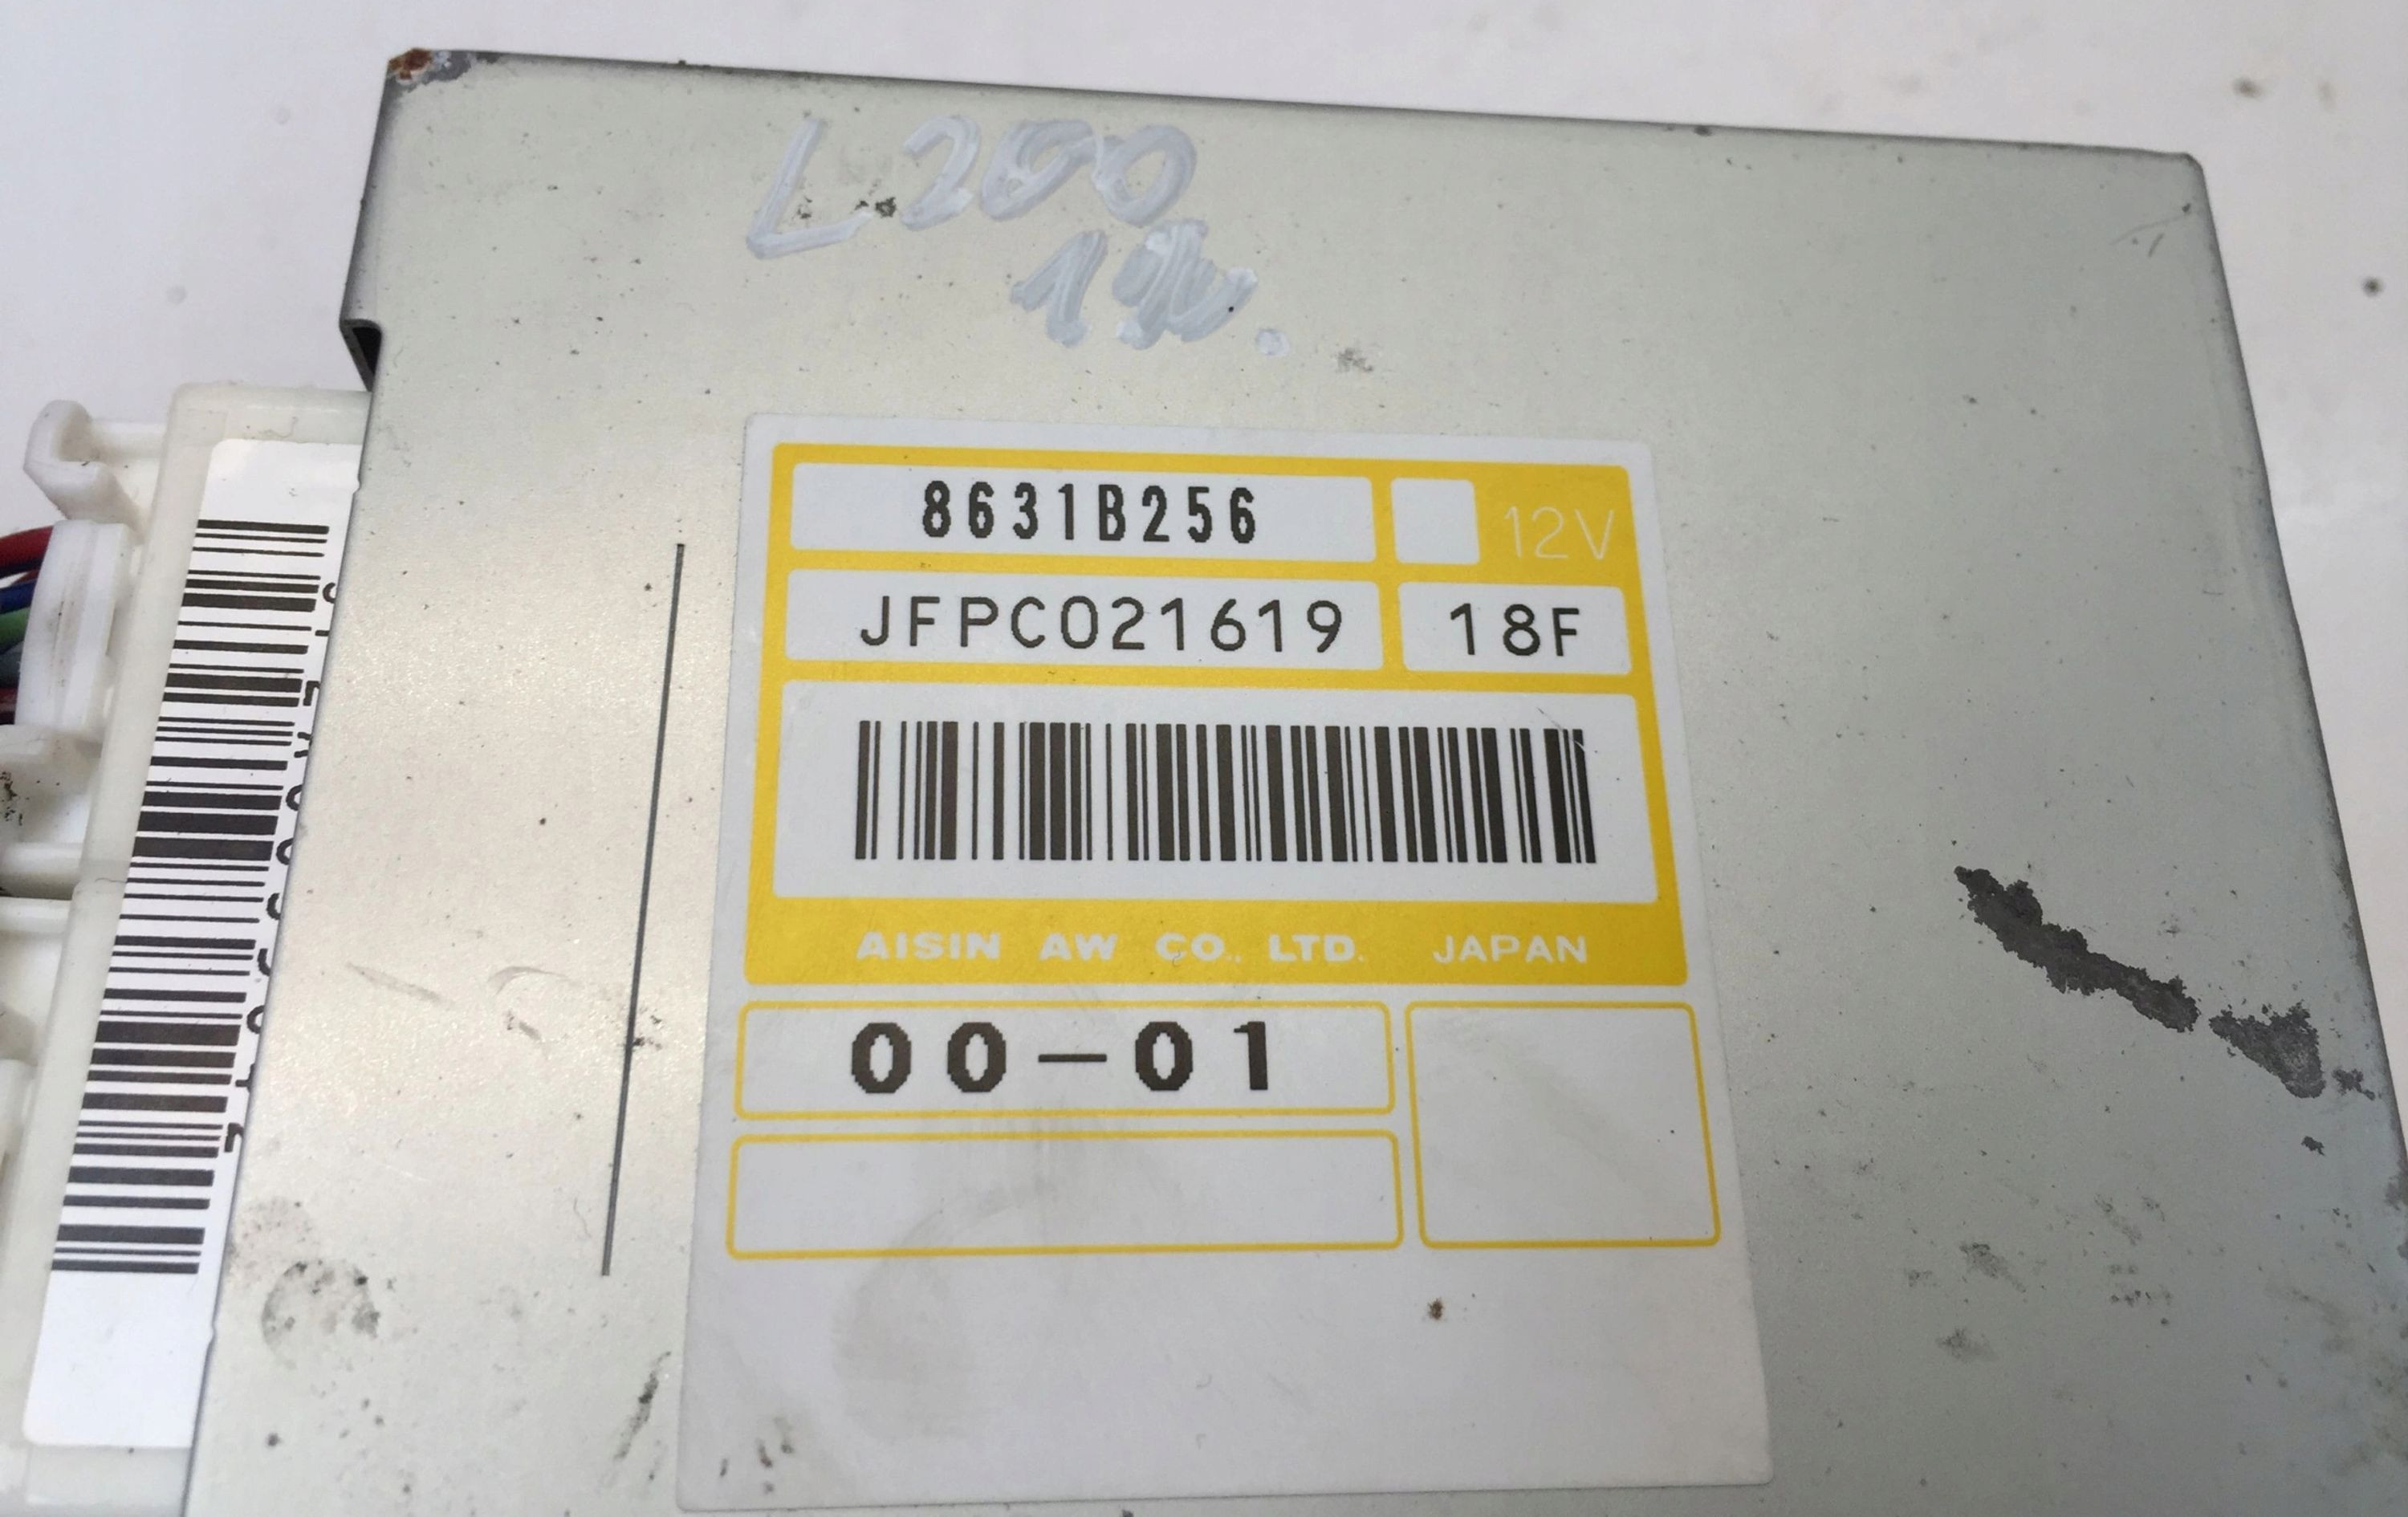 L200
8631B256
12V
JFPC021619
18F
AISIN AW CO., LTD. JAPAN
00-01